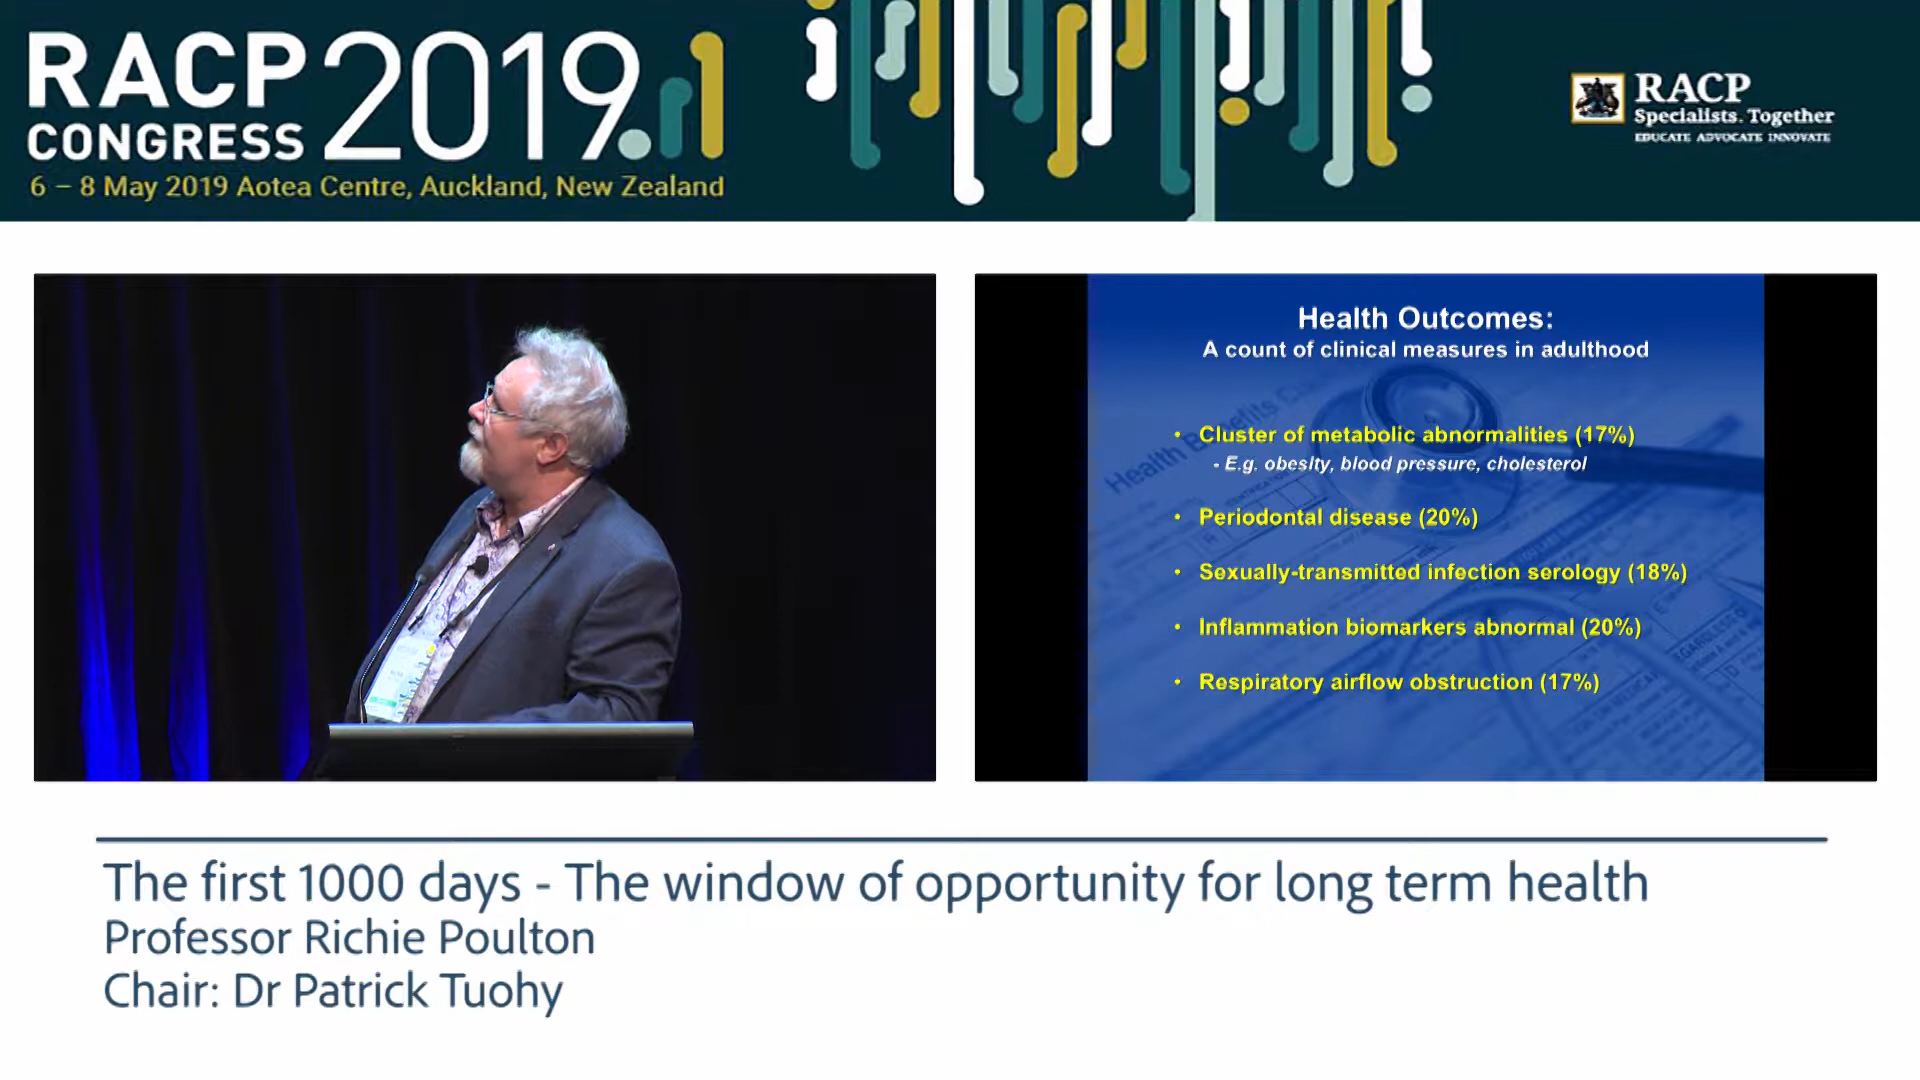 RACP
CONGRESS
2019
6 – 8 May 2019 Aotea Centre, Auckland, New Zealand
RACP
Specialists. Together
EDUCATE ADVOCATE INNOVATE
Health Outcomes:
A count of clinical measures in adulthood
Health Benefits
• Cluster of metabolic abnormalities (17%)
- E.g. obesity, blood pressure, cholesterol
• Periodontal disease (20%)
• Sexually-transmitted infection serology (18%)
• Inflammation biomarkers abnormal (20%)
• Respiratory airflow obstruction (17%)
The first 1000 days - The window of opportunity for long term health
Professor Richie Poulton
Chair: Dr Patrick Tuohy